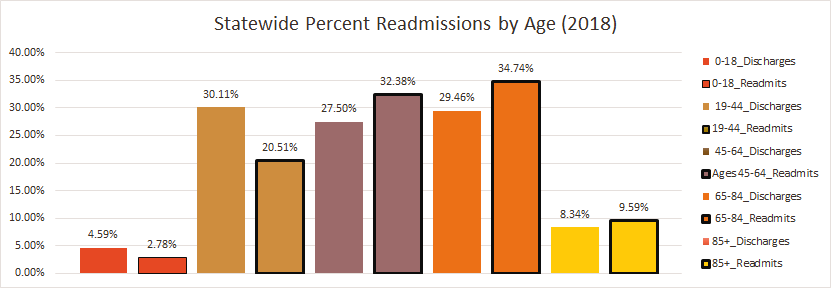 Statewide Percent Readmissions by Age (2018)
40.00%
35.00%
30.00%
25.00%
20.00%
15.00%
10.00%
5.00%
0.00%
4.59%
2.78%
30.11%
20.51%
27.50%
32.38%
29.46%
34.74%
8.34%
9.59%
0-18_Discharges
0-18_Readmits
19-44_Discharges
19-44_Readmits
45-64_Discharges
Ages 45-64_Readmits
65-84_Discharges
65-84_Readmits
85+_Discharges
85+_Readmits